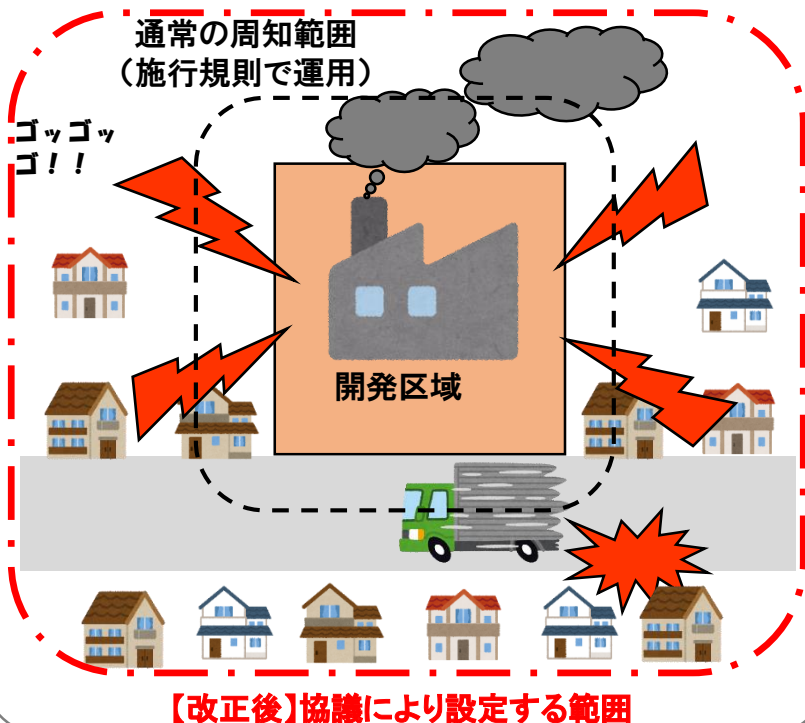 通常の周知範囲
（施行規則で運用）
ゴッゴッ
ゴ！！
開発区域
【改正後】協議により設定する範囲